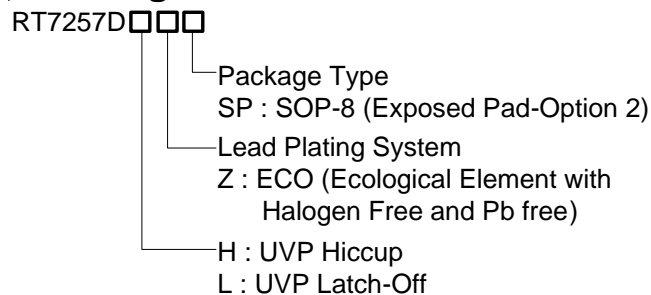 RT7257D□□□
Package Type
SP : SOP-8 (Exposed Pad-Option 2)
Lead Plating System
Z : ECO (Ecological Element with
Halogen Free and Pb free)
H : UVP Hiccup
L : UVP Latch-Off